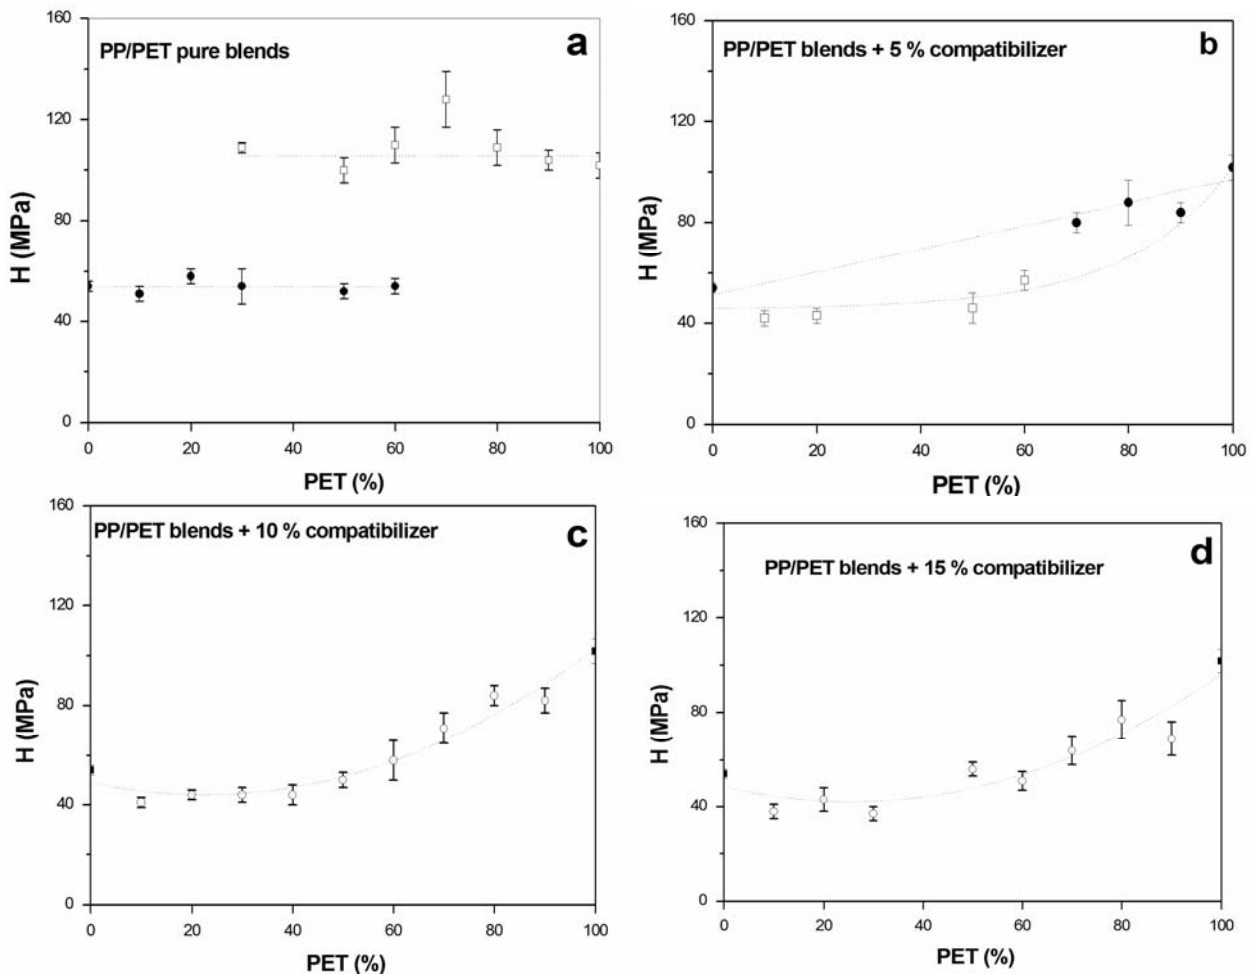 PP/PET pure blends
a
H (MPa)
160
120
80
40
0
0 20 40 60 80 100
PET (%)
PP/PET blends + 5 % compatibilizer
b
H (MPa)
160
120
80
40
0
0 20 40 60 80 100
PET (%)
PP/PET blends + 10 % compatibilizer
c
H (MPa)
160
120
80
40
0
0 20 40 60 80 100
PET (%)
PP/PET blends + 15 % compatibilizer
d
H (MPa)
160
120
80
40
0
0 20 40 60 80 100
PET (%)